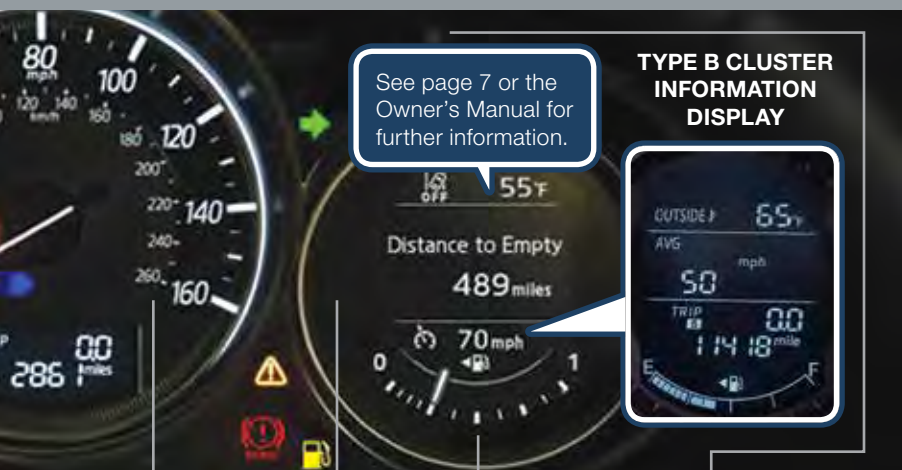 80
mph
100
120
140
km/h
160
180
120
200
220
140
240
260
160
P
0.0
2861 miles
See page 7 or the
Owner's Manual for
further information.
OFF
55°F
Distance to Empty
489 miles
70 mph
0
1
TYPE B CLUSTER
INFORMATION
DISPLAY
OUTSIDE
65°F
AVG
mph
50
TRIP
B
0.0
11418 mile
E
F